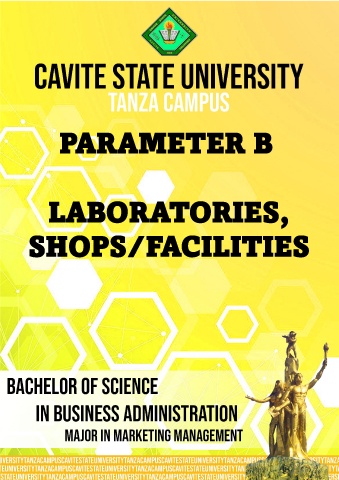 CAVITE STATE UNIVERSITY
TANZA CAMPUS
PARAMETER B
LABORATORIES,
SHOPS/FACILITIES
BACHELOR OF SCIENCE
IN BUSINESS ADMINISTRATION
MAJOR IN MARKETING MANAGEMENT